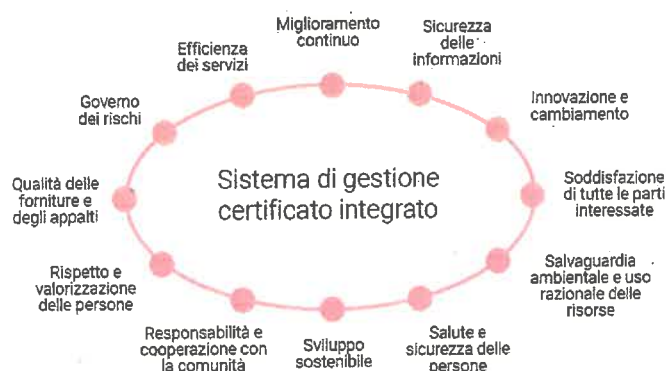 Miglioramento
continuo
Sicurezza
delle
informazioni
Innovazione e
cambiamento
Soddisfazione
di tutte le parti
interessate
Salvaguardia
ambientale e uso
razionale delle
risorse
Salute e
sicurezza delle
persone
Sviluppo
sostenibile
Responsabilità e
cooperazione con
la comunità
Rispetto e
valorizzazione
delle persone
Qualità delle
forniture e
degli appalti
Governo
dei rischi
Efficienza
dei servizi
Sistema di gestione
certificato integrato